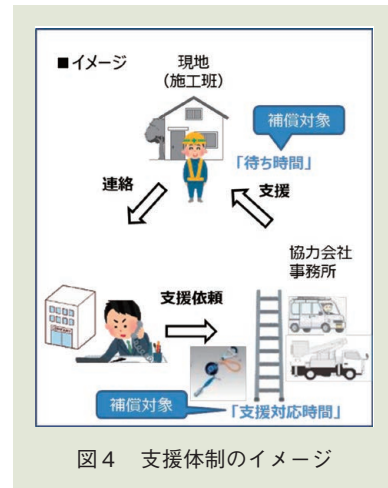 ■イメージ
現地
(施工班)
補償対象
「待ち時間」
連絡
支援
協力会社
事務所
支援依頼
補償対象
「支援対応時間」
図4 支援体制のイメージ